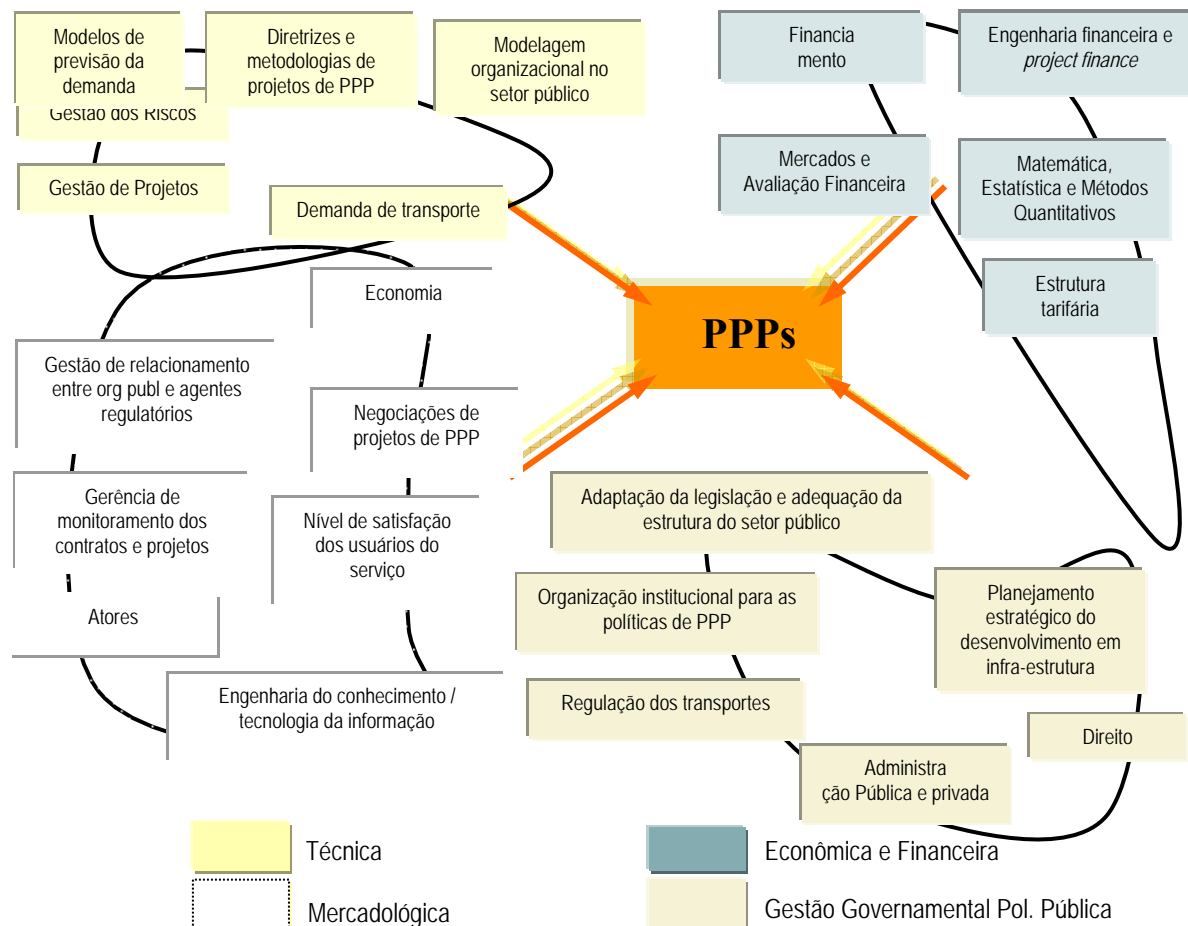 Modelos de
previsão da
demanda
Diretrizes e
metodologias de
projetos de PPP
Modelagem
organizacional no
setor público
Gestão dos Riscos
Gestão de Projetos
Demanda de transporte
Financia
mento
Engenharia financeira e
project finance
Mercados e
Avaliação Financeira
Matemática,
Estatística e Métodos
Quantitativos
Estrutura
tarifária
PPPs
Economia
Gestão de relacionamento
entre org publ e agentes
regulatórios
Negociações de
projetos de PPP
Gerência de
monitoramento dos
contratos e projetos
Nível de satisfação
dos usuários do
serviço
Atores
Engenharia do conhecimento /
tecnologia da informação
Adaptação da legislação e adequação da
estrutura do setor público
Organização institucional para as
políticas de PPP
Planejamento
estratégico do
desenvolvimento em
infra-estrutura
Regulação dos transportes
Direito
Administra
ção Pública e privada
Técnica
Econômica e Financeira
Mercadológica
Gestão Governamental Pol. Pública